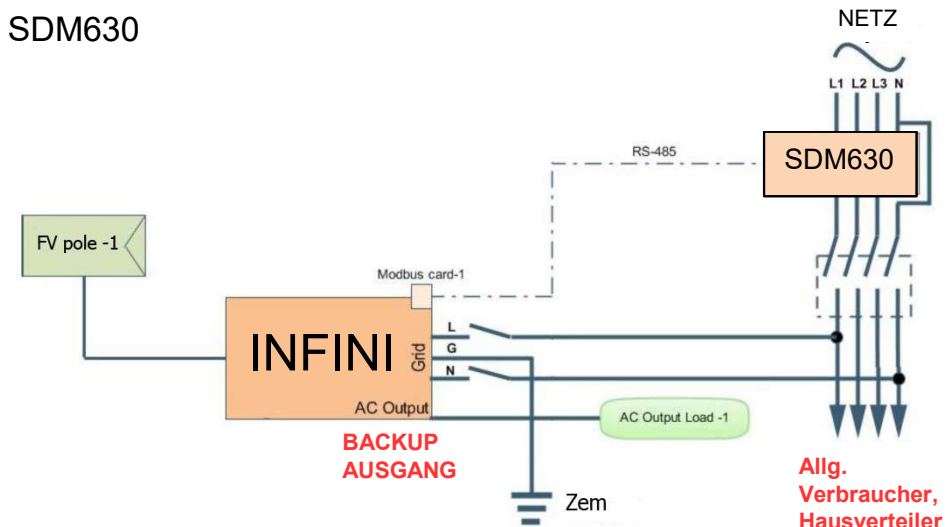 SDM630
NETZ
L1 L2 L3 N
RS-485
SDM630
FV pole -1
Modbus card-1
INFINI
Grid
L
G
N
AC Output
AC Output Load -1
BACKUP
AUSGANG
Zem
Allg.
Verbraucher,
Hausverteiler